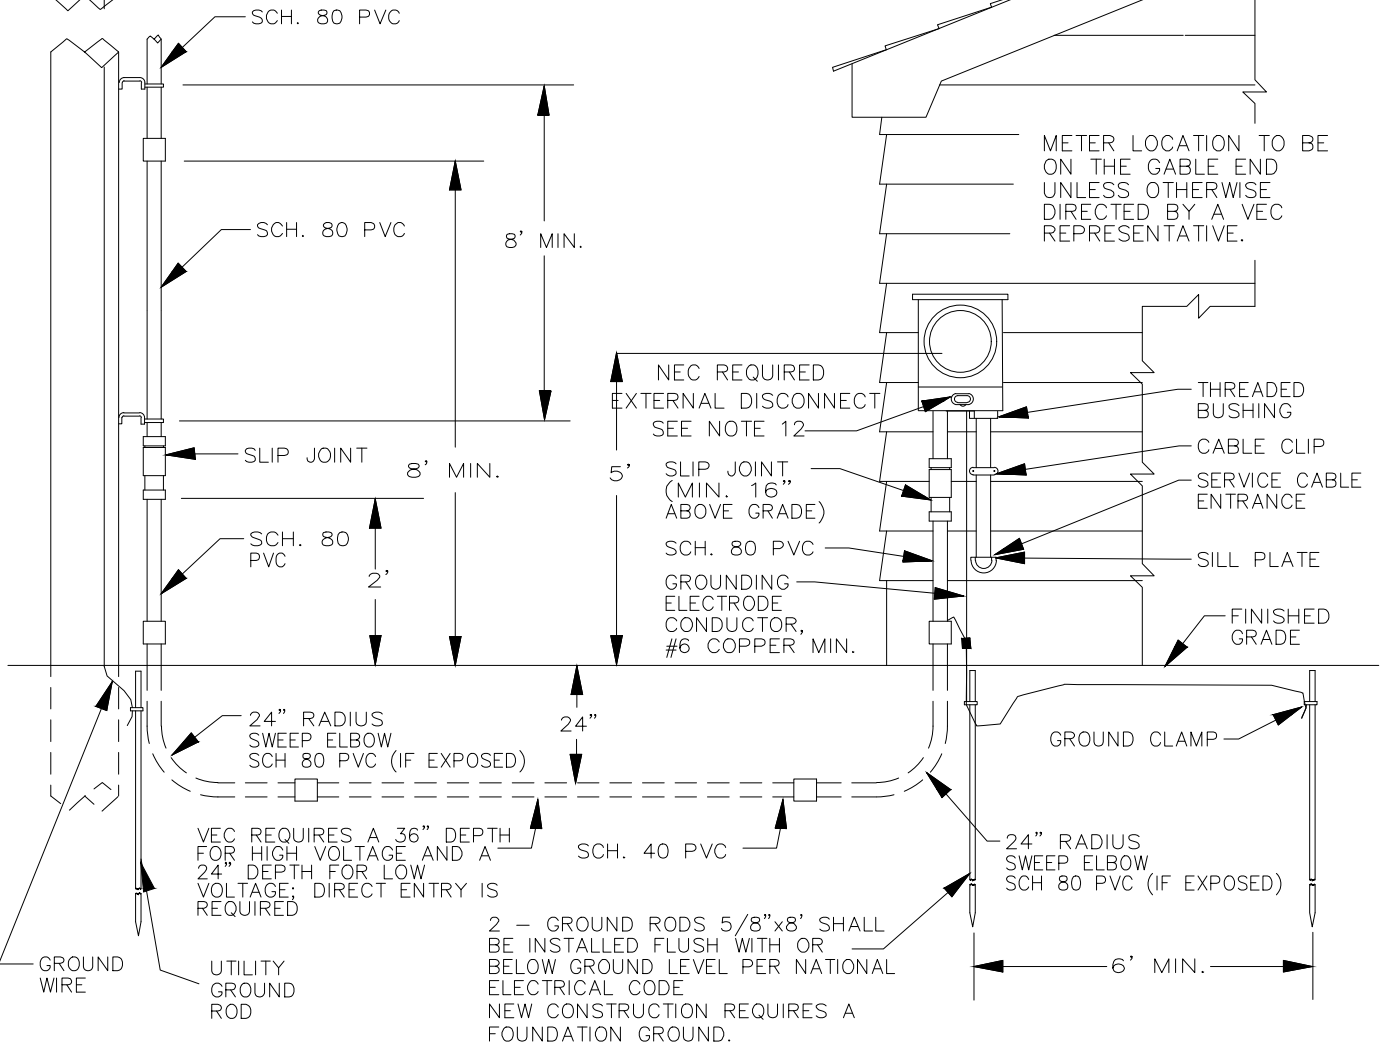 SCH. 80 PVC
METER LOCATION TO BE
ON THE GABLE END
UNLESS OTHERWISE
DIRECTED BY A VEC
REPRESENTATIVE.
SCH. 80 PVC
8' MIN.
NEC REQUIRED
EXTERNAL DISCONNECT
SEE NOTE 12
THREADED
BUSHING
CABLE CLIP
SERVICE CABLE
ENTRANCE
SILL PLATE
SLIP JOINT
8' MIN.
5'
SLIP JOINT
(MIN. 16"
ABOVE GRADE)
SCH. 80 PVC
GROUNDING
ELECTRODE
CONDUCTOR,
#6 COPPER MIN.
SCH. 80
PVC
2'
FINISHED
GRADE
24" RADIUS
SWEEP ELBOW
SCH 80 PVC (IF EXPOSED)
24"
GROUND CLAMP
VEC REQUIRES A 36" DEPTH
FOR HIGH VOLTAGE AND A
24" DEPTH FOR LOW
VOLTAGE; DIRECT ENTRY IS
REQUIRED
SCH. 40 PVC
24" RADIUS
SWEEP ELBOW
SCH 80 PVC (IF EXPOSED)
2 – GROUND RODS 5/8"x8' SHALL
BE INSTALLED FLUSH WITH OR
BELOW GROUND LEVEL PER NATIONAL
ELECTRICAL CODE
NEW CONSTRUCTION REQUIRES A
FOUNDATION GROUND.
6' MIN.
GROUND
WIRE
UTILITY
GROUND
ROD